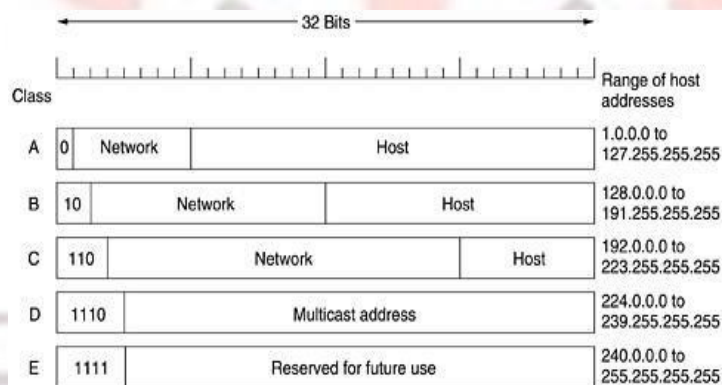 32 Bits
Class
Range of host
addresses
A 0 Network Host 1.0.0.0 to
127.255.255.255
B 10 Network Host 128.0.0.0 to
191.255.255.255
C 110 Network Host 192.0.0.0 to
223.255.255.255
D 1110 Multicast address 224.0.0.0 to
239.255.255.255
E 1111 Reserved for future use 240.0.0.0 to
255.255.255.255